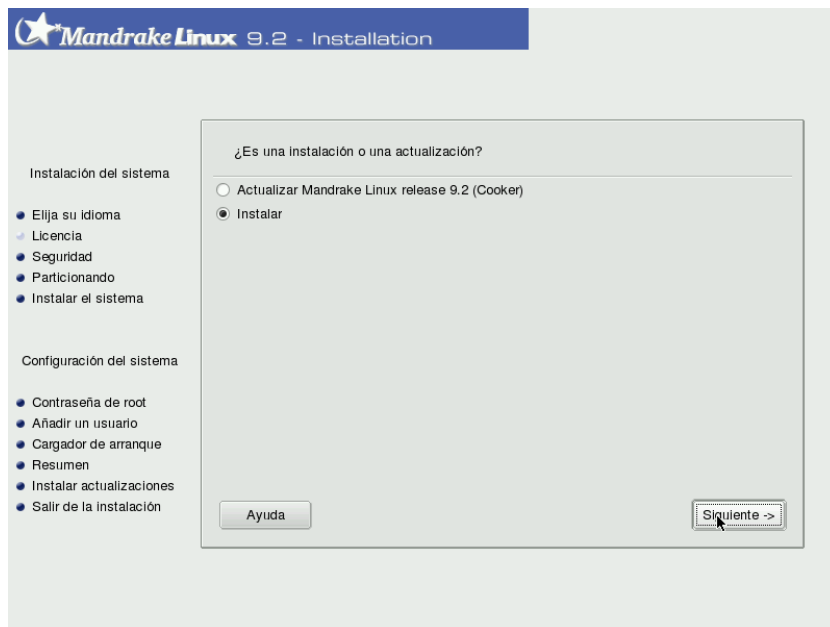 Mandrake Linux 9.2 - Installation
¿Es una instalación o una actualización?
Actualizar Mandrake Linux release 9.2 (Cooker)
Instalar
Instalación del sistema
Elija su idioma
Licencia
Seguridad
Particionando
Instalar el sistema
Configuración del sistema
Contraseña de root
Añadir un usuario
Cargador de arranque
Resumen
Instalar actualizaciones
Salir de la instalación
Ayuda
Siguiente ->